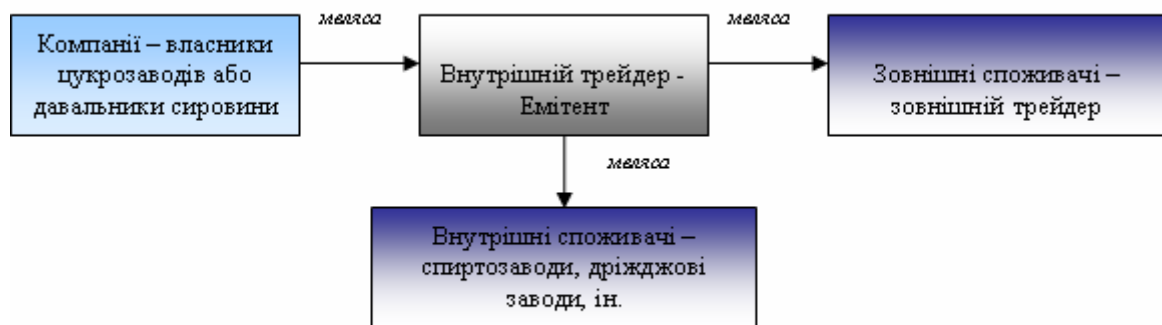 меляса
меляса
Компанії – власники
цукрозаводів або
давальники сировини
Внутрішній трейдер -
Емітент
Зовнішні споживачі –
зовнішній трейдер
меляса
Внутрішні споживачі –
спиртозаводи, дріжджові
заводи, ін.